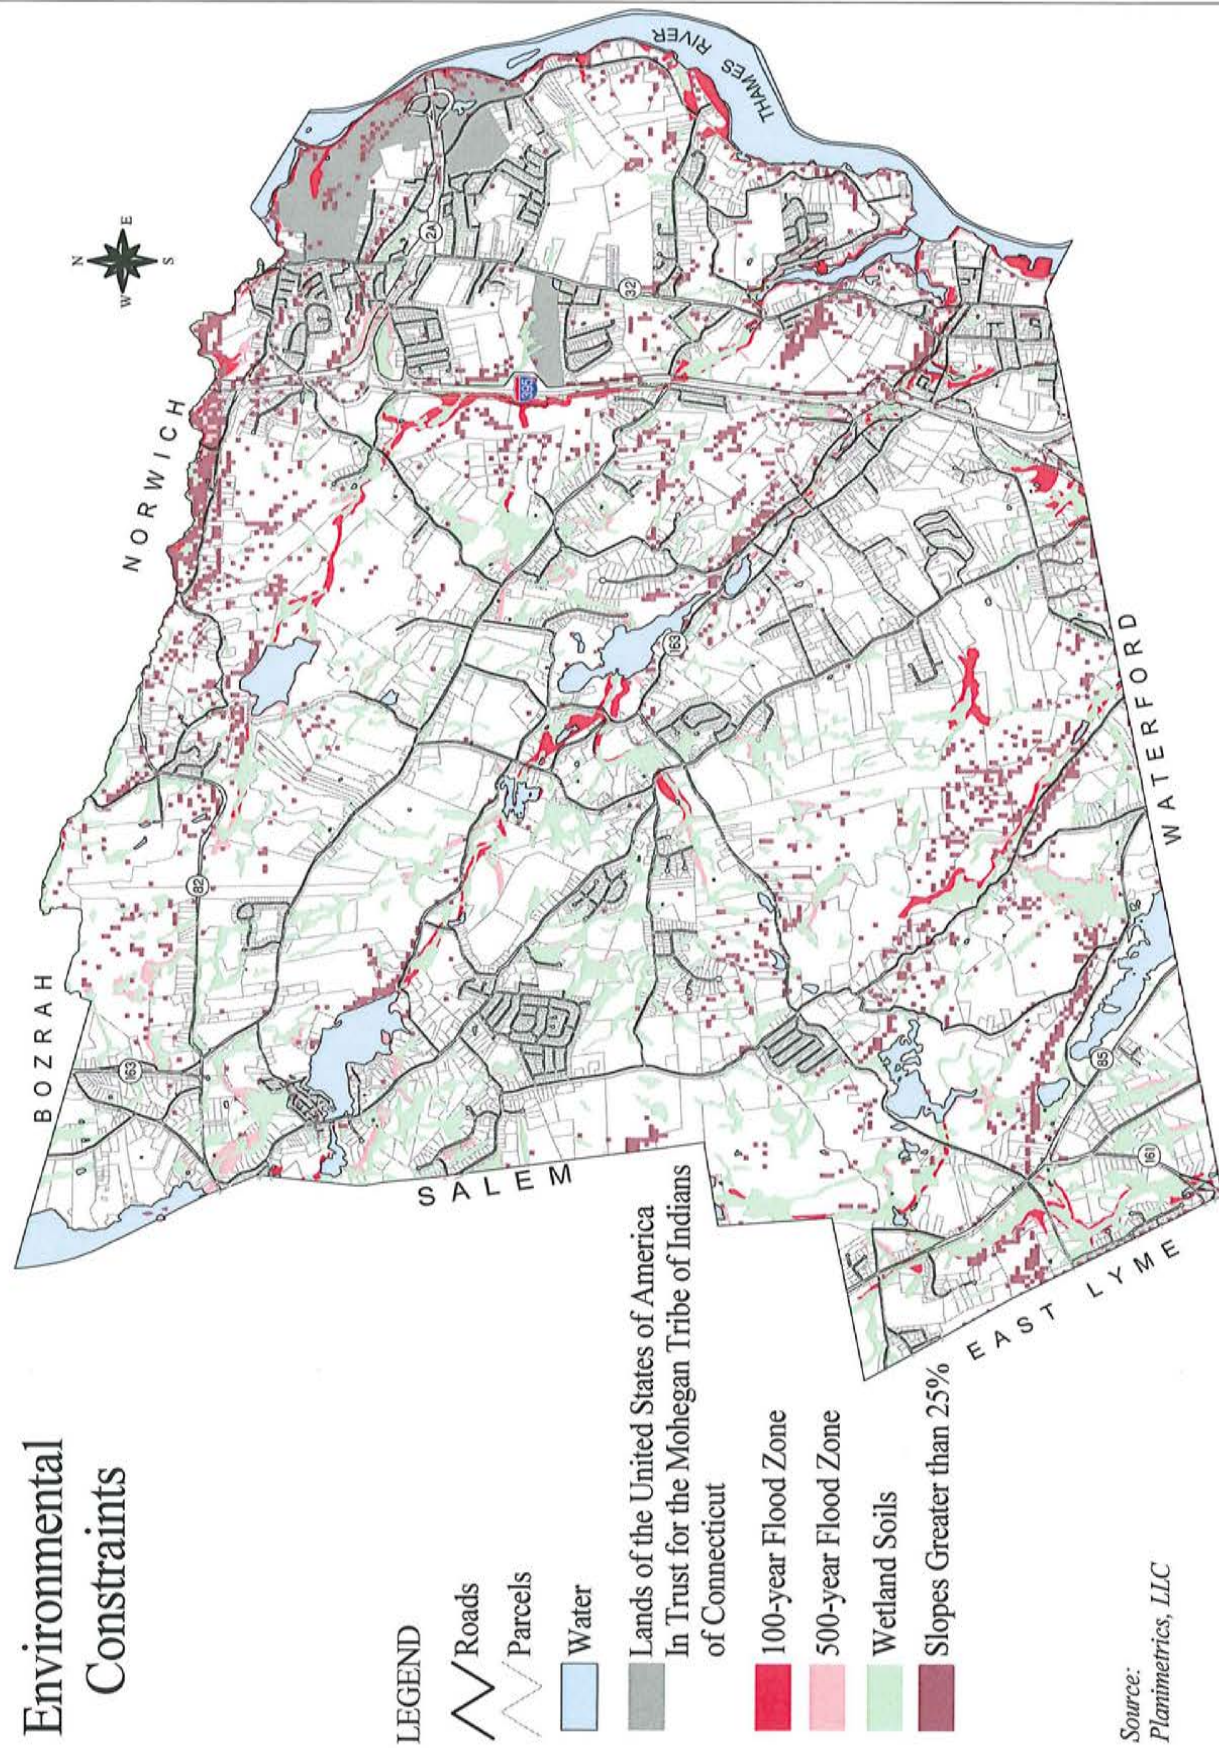 Environmental
Constraints
LEGEND
Roads
Parcels
Water
Lands of the United States of America
In Trust for the Mohegan Tribe of Indians
of Connecticut
100-year Flood Zone
500-year Flood Zone
Wetland Soils
Slopes Greater than 25%
Source:
Planimetrics, LLC
BOZRAH
NORWICH
SALEM
EAST LYME
WATERFORD
THAMES RIVER
N
E
S
W
163
82
163
2A
32
395
85
161